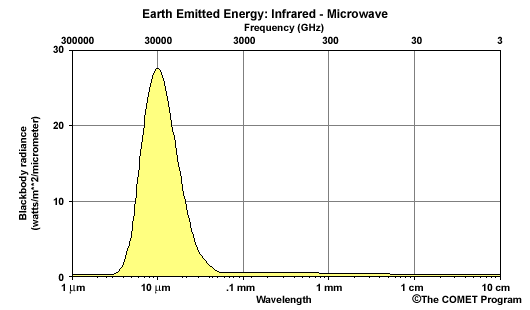 Earth Emitted Energy: Infrared - Microwave
Frequency (GHz)
300000 30000 3000 300 30 3
30
20
10
0
Blackbody radiance
(watts/m**2/micrometer)
1 μm 10 μm .1 mm 1 mm 1 cm 10 cm
Wavelength
©The COMET Program